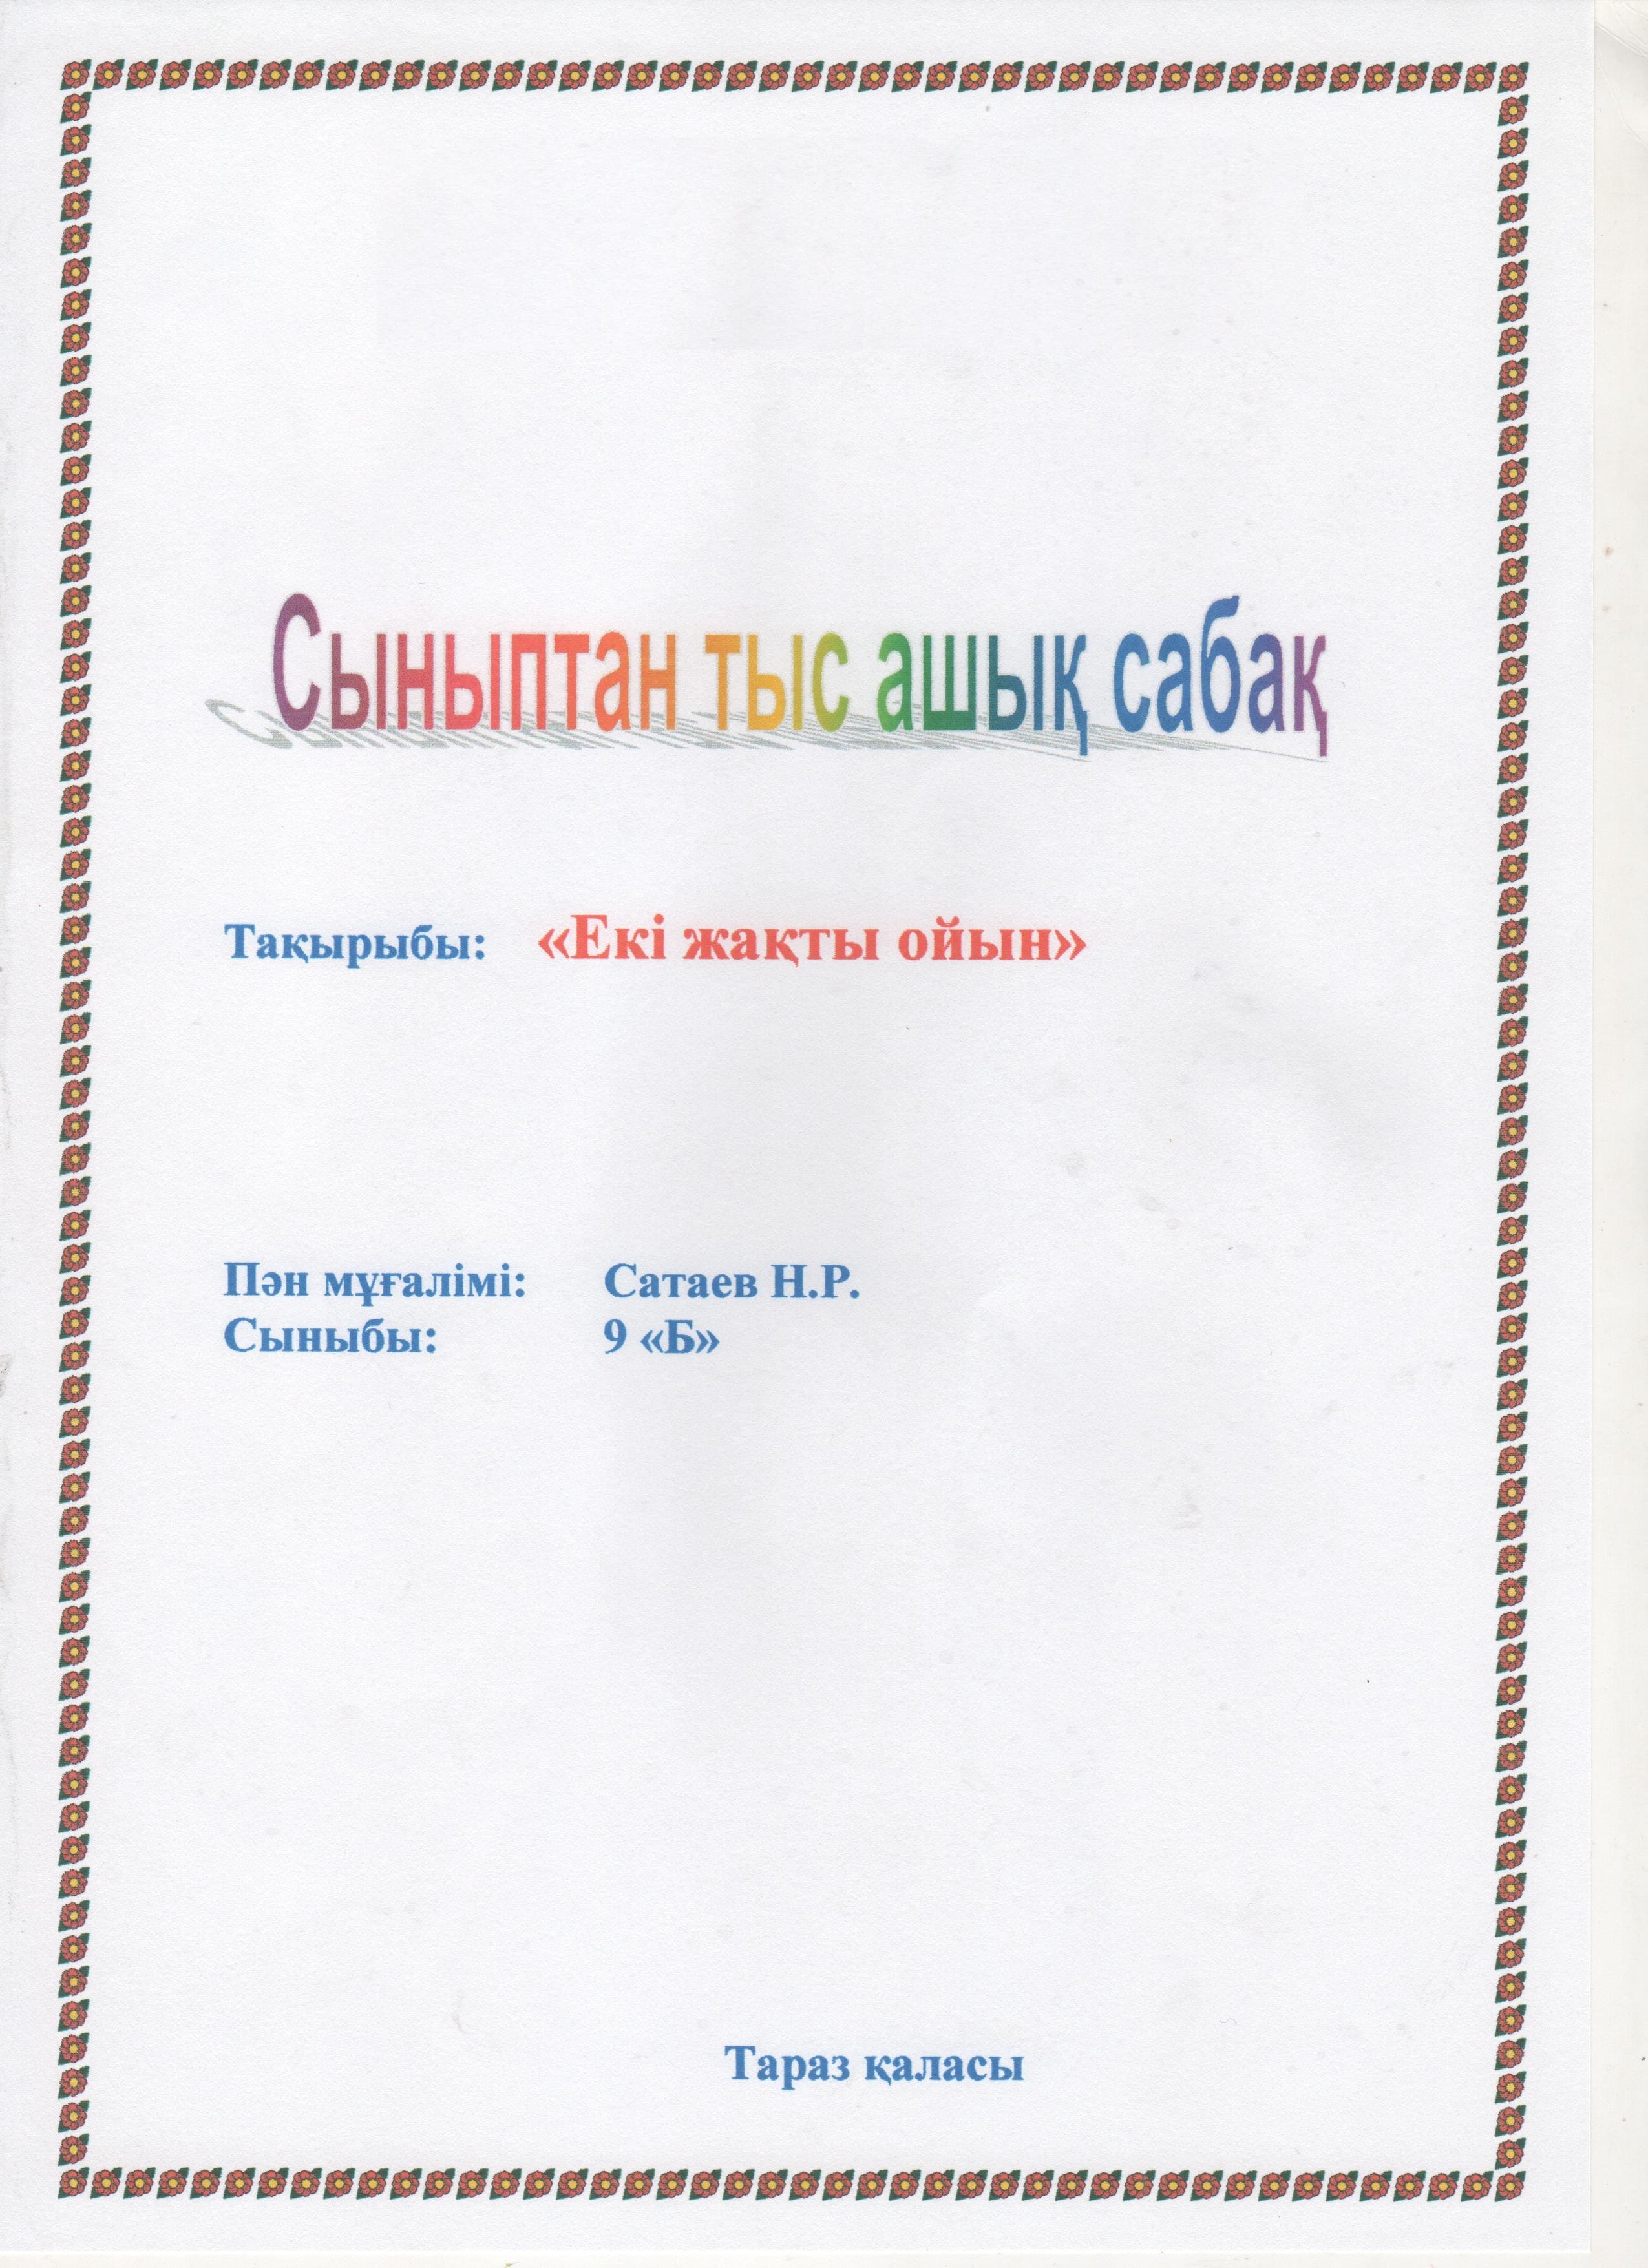 Сыныптан тыс ашық сабақ
Тақырыбы: «Екі жақты ойын»
Пән мұғалімі: Сатаев Н.Р.
Сыныбы: 9 «Б»
Тараз қаласы